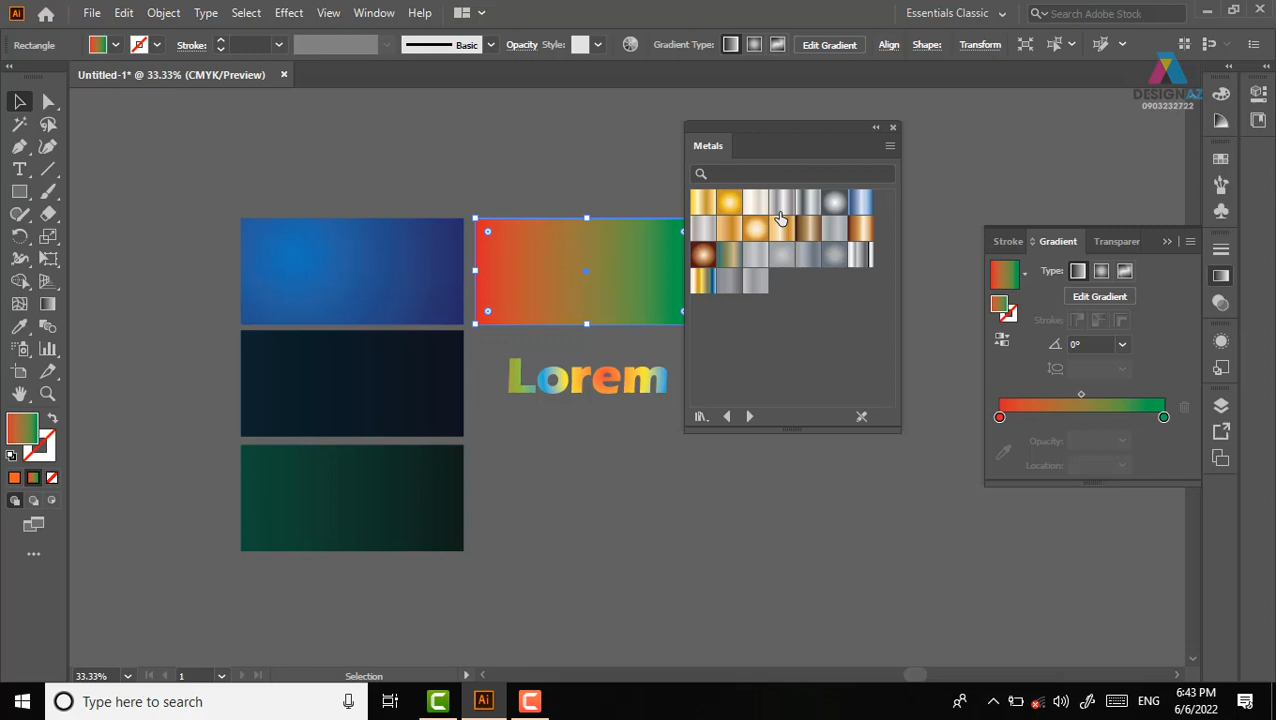 Ai File Edit Object Type Select Effect View Window Help Essentials Classic Search Adobe Stock
Rectangle Stroke: Basic Opacity Style: Gradient Type: Edit Gradient Align Shape: Transform
Untitled-1* @ 33.33% (CMYK/Preview)
DESIGNAZ
0903232722
Metals
Stroke Gradient Transparer
Type:
Edit Gradient
Stroke:
0°
Lorem
Opacity:
Location:
33.33% 1 Selection
Type here to search
Ai
ENG
6:43 PM
6/6/2022